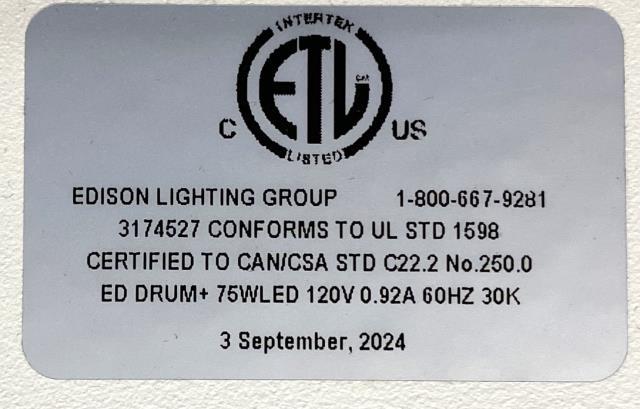 INTERTEK
ETL
C US
LISTED
EDISON LIGHTING GROUP 1-800-667-9281
3174527 CONFORMS TO UL STD 1598
CERTIFIED TO CAN/CSA STD C22.2 No.250.0
ED DRUM+ 75WLED 120V 0.92A 60HZ 30K
3 September, 2024